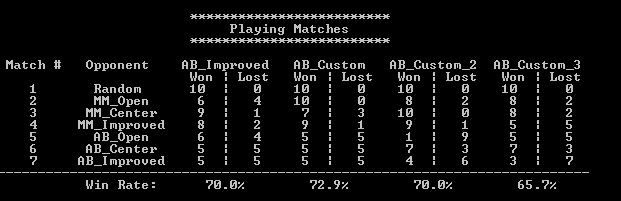 *************************
Playing Matches
*************************
Match # Opponent AB_Improved AB_Custom AB_Custom_2 AB_Custom_3
Won | Lost Won | Lost Won | Lost Won | Lost
1 Random 10 | 0 10 | 0 10 | 0 10 | 0
2 MM_Open 6 | 4 10 | 0 8 | 2 8 | 2
3 MM_Center 9 | 1 7 | 3 10 | 0 8 | 2
4 MM_Improved 8 | 2 9 | 1 9 | 1 5 | 5
5 AB_Open 6 | 4 5 | 5 1 | 9 5 | 5
6 AB_Center 5 | 5 5 | 5 7 | 3 7 | 3
7 AB_Improved 5 | 5 5 | 5 4 | 6 3 | 7
--------------------------------------------------------------------------
Win Rate: 70.0% 72.9% 70.0% 65.7%